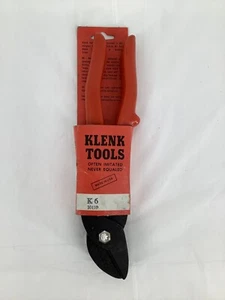 KLENK
TOOLS
OFTEN IMITATED
NEVER EQUALED
K 6